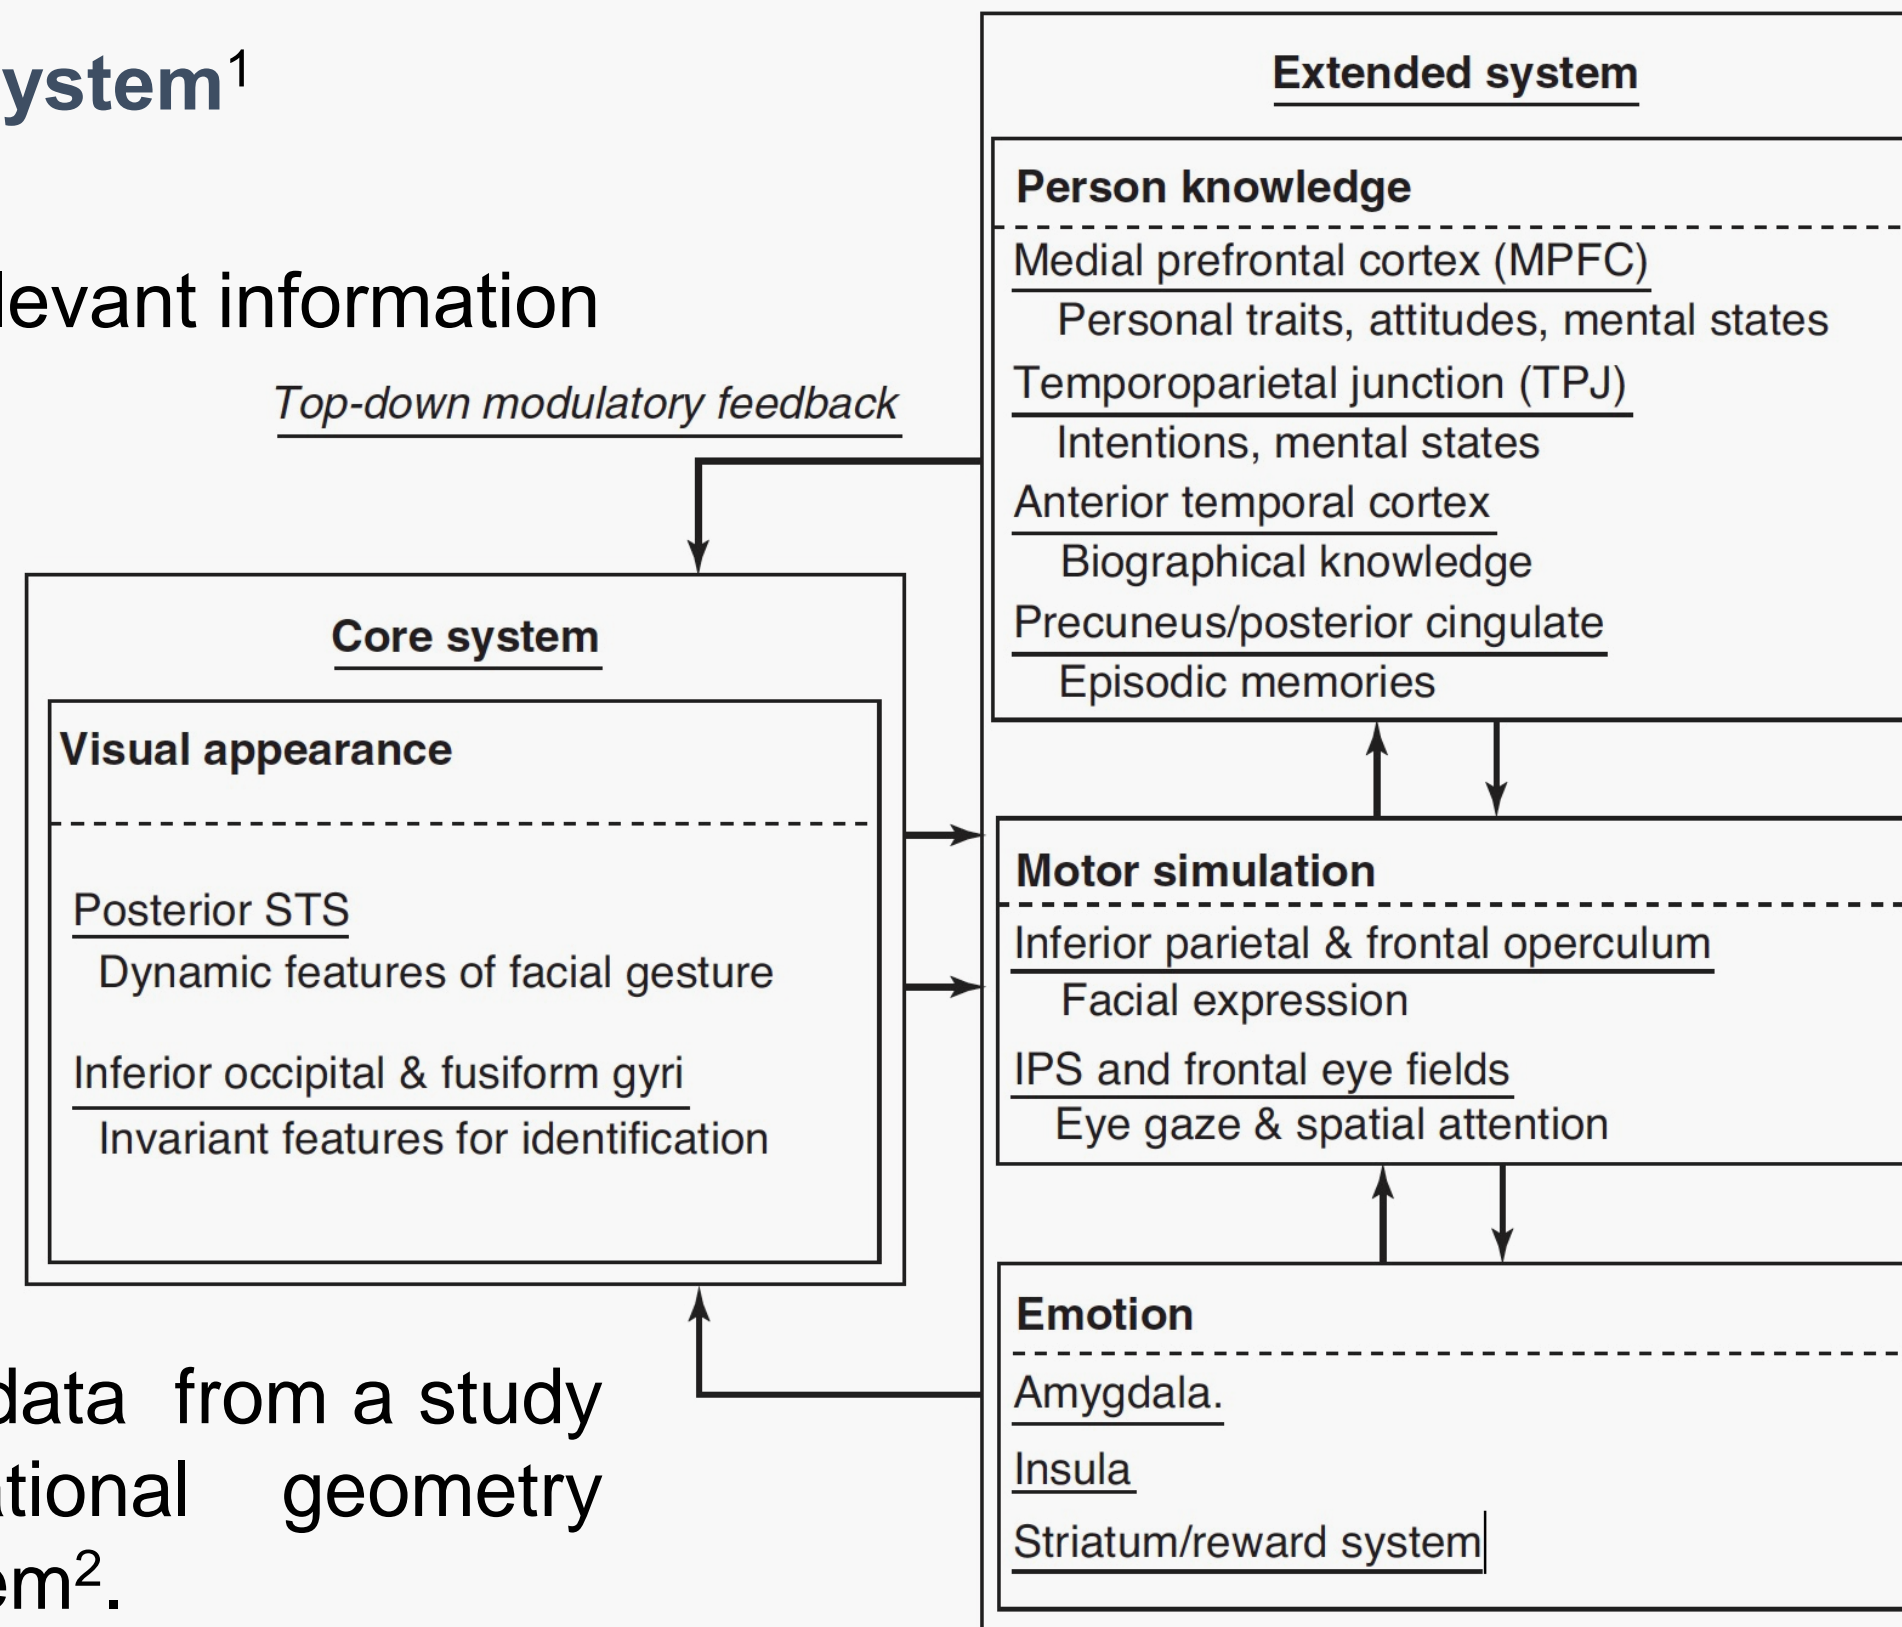 ystem¹
levant information
Top-down modulatory feedback
Core system
Visual appearance
Posterior STS
Dynamic features of facial gesture
Inferior occipital & fusiform gyri
Invariant features for identification
data from a study
ational geometry
em².
Extended system
Person knowledge
Medial prefrontal cortex (MPFC)
Personal traits, attitudes, mental states
Temporoparietal junction (TPJ)
Intentions, mental states
Anterior temporal cortex
Biographical knowledge
Precuneus/posterior cingulate
Episodic memories
Motor simulation
Inferior parietal & frontal operculum
Facial expression
IPS and frontal eye fields
Eye gaze & spatial attention
Emotion
Amygdala.
Insula
Striatum/reward system